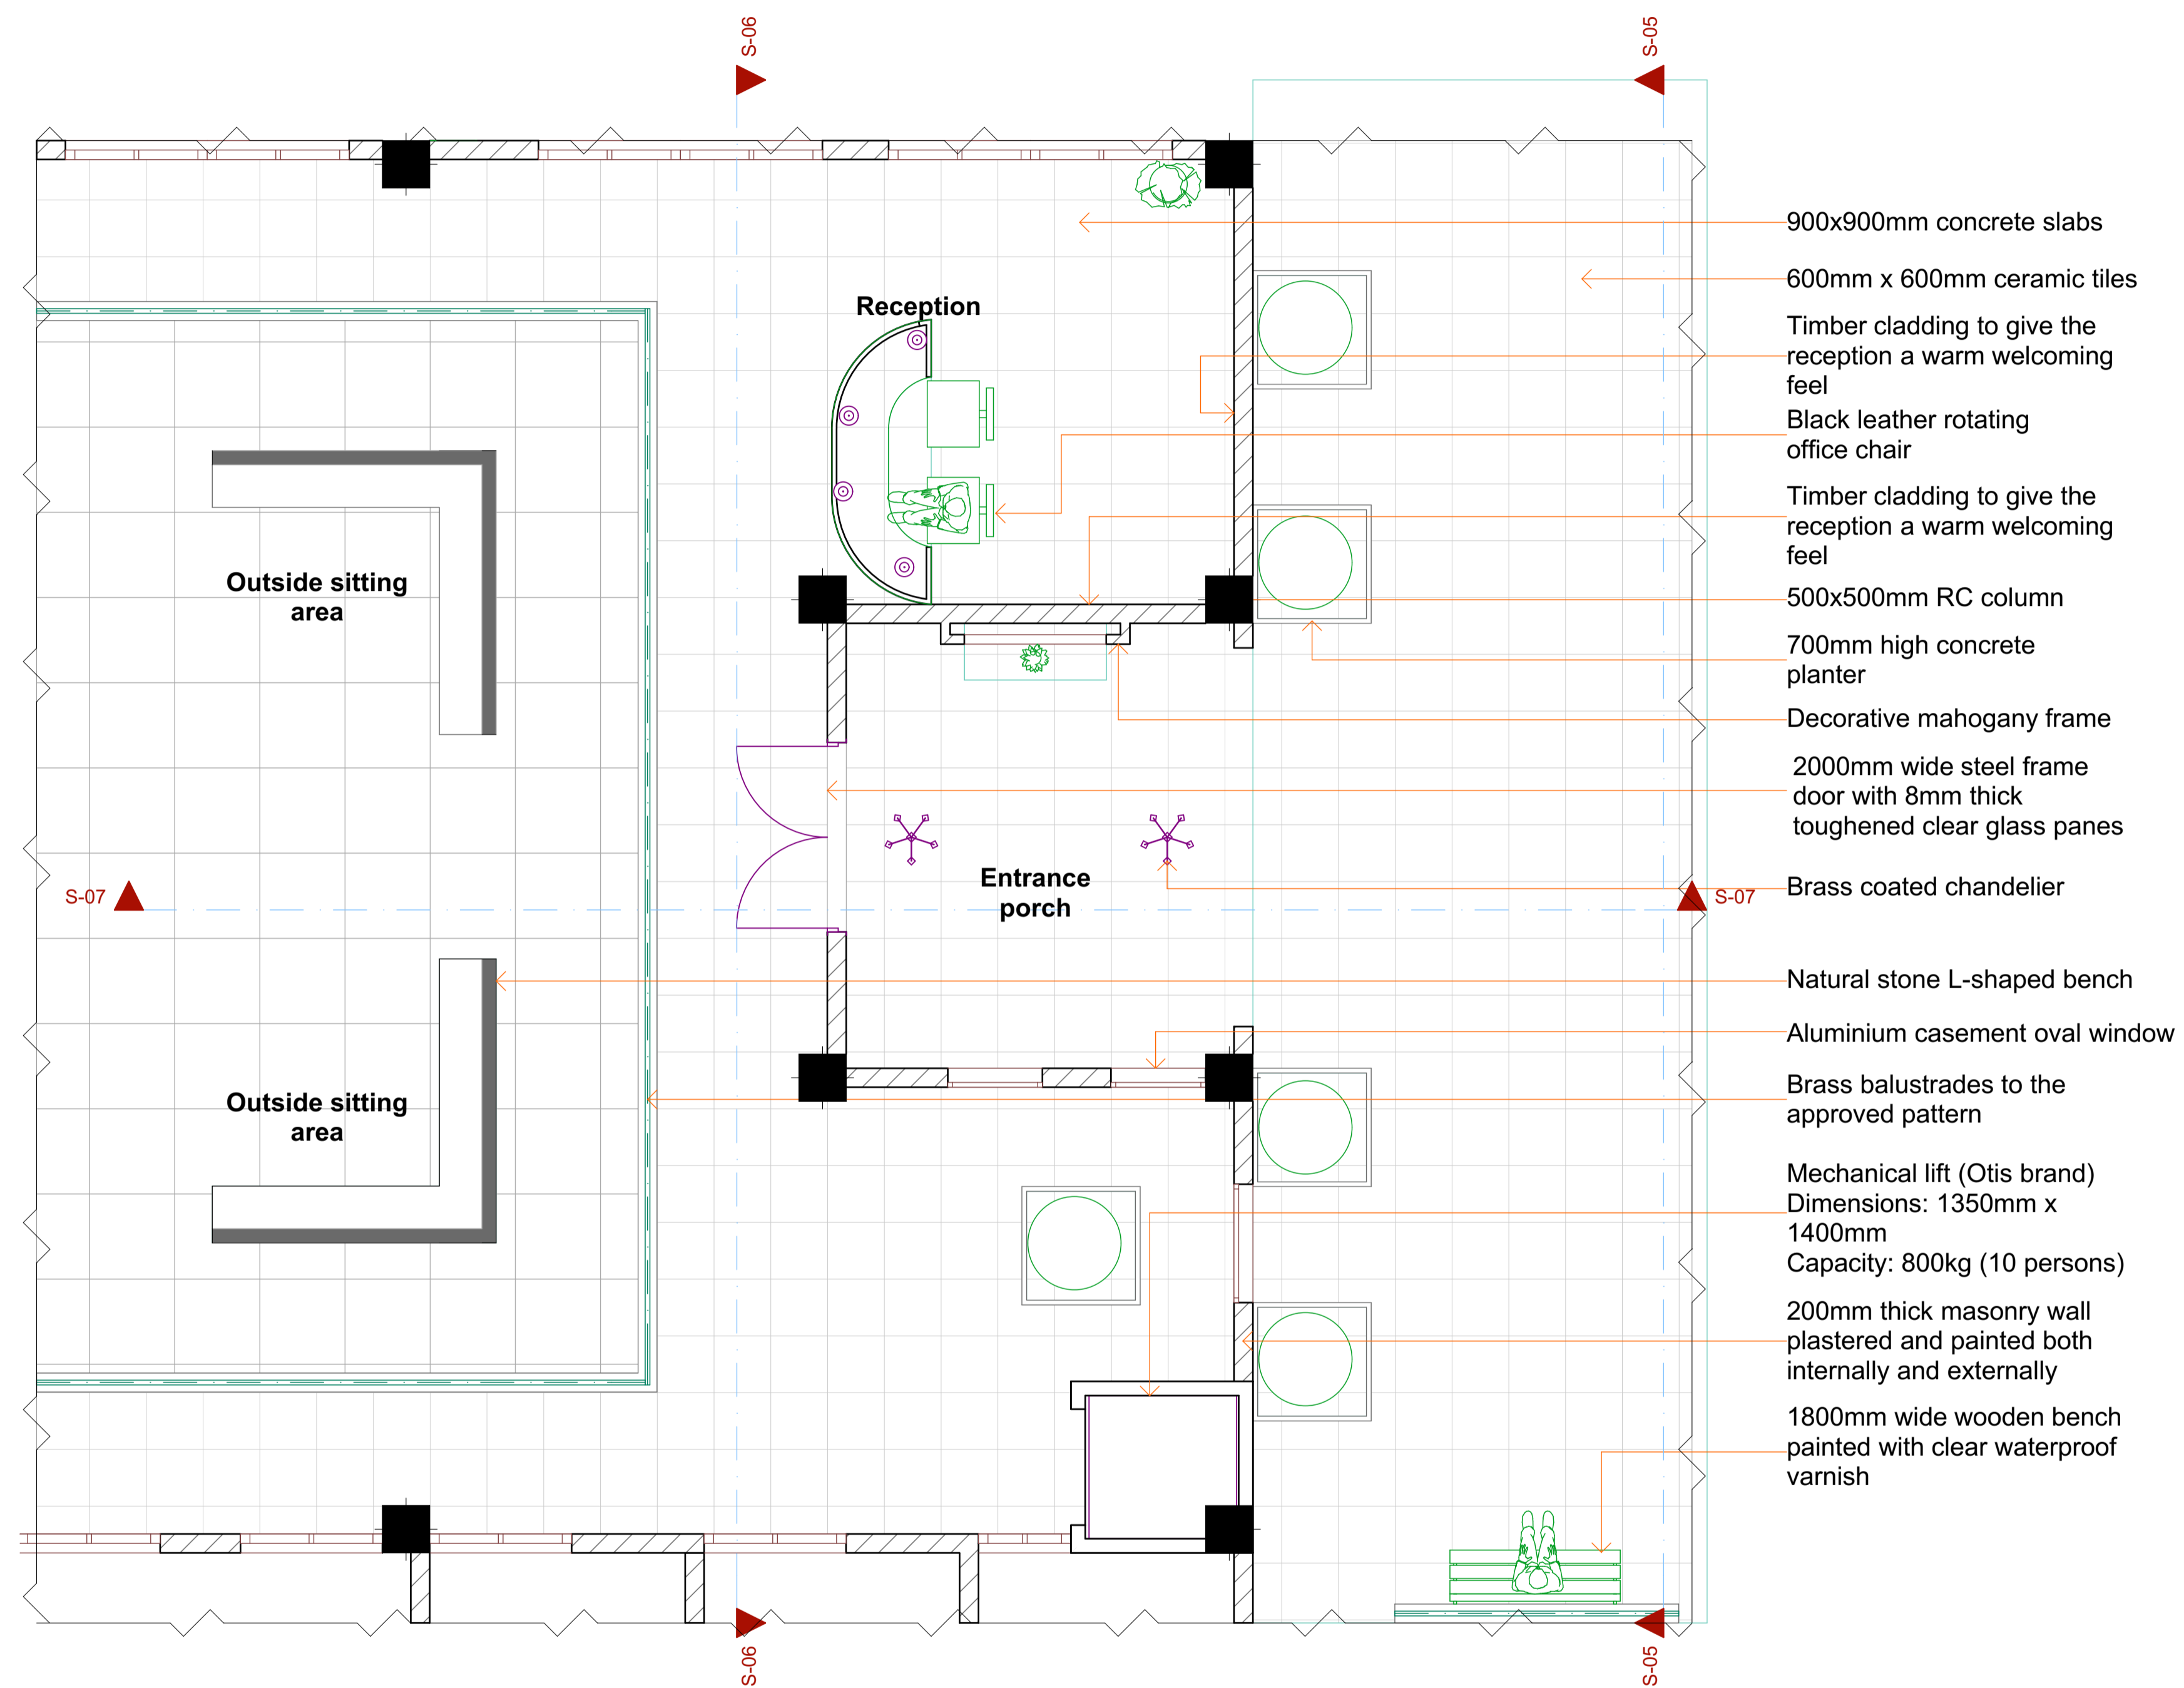 S-06
S-05
900x900mm concrete slabs
600mm x 600mm ceramic tiles
Reception
Timber cladding to give the
reception a warm welcoming
feel
Black leather rotating
office chair
Timber cladding to give the
reception a warm welcoming
feel
Outside sitting
area
500x500mm RC column
700mm high concrete
planter
Decorative mahogany frame
2000mm wide steel frame
door with 8mm thick
toughened clear glass panes
Entrance
porch
Brass coated chandelier
S-07
S-07
Natural stone L-shaped bench
Aluminium casement oval window
Outside sitting
area
Brass balustrades to the
approved pattern
Mechanical lift (Otis brand)
Dimensions: 1350mm x
1400mm
Capacity: 800kg (10 persons)
200mm thick masonry wall
plastered and painted both
internally and externally
1800mm wide wooden bench
painted with clear waterproof
varnish
S-06
S-05